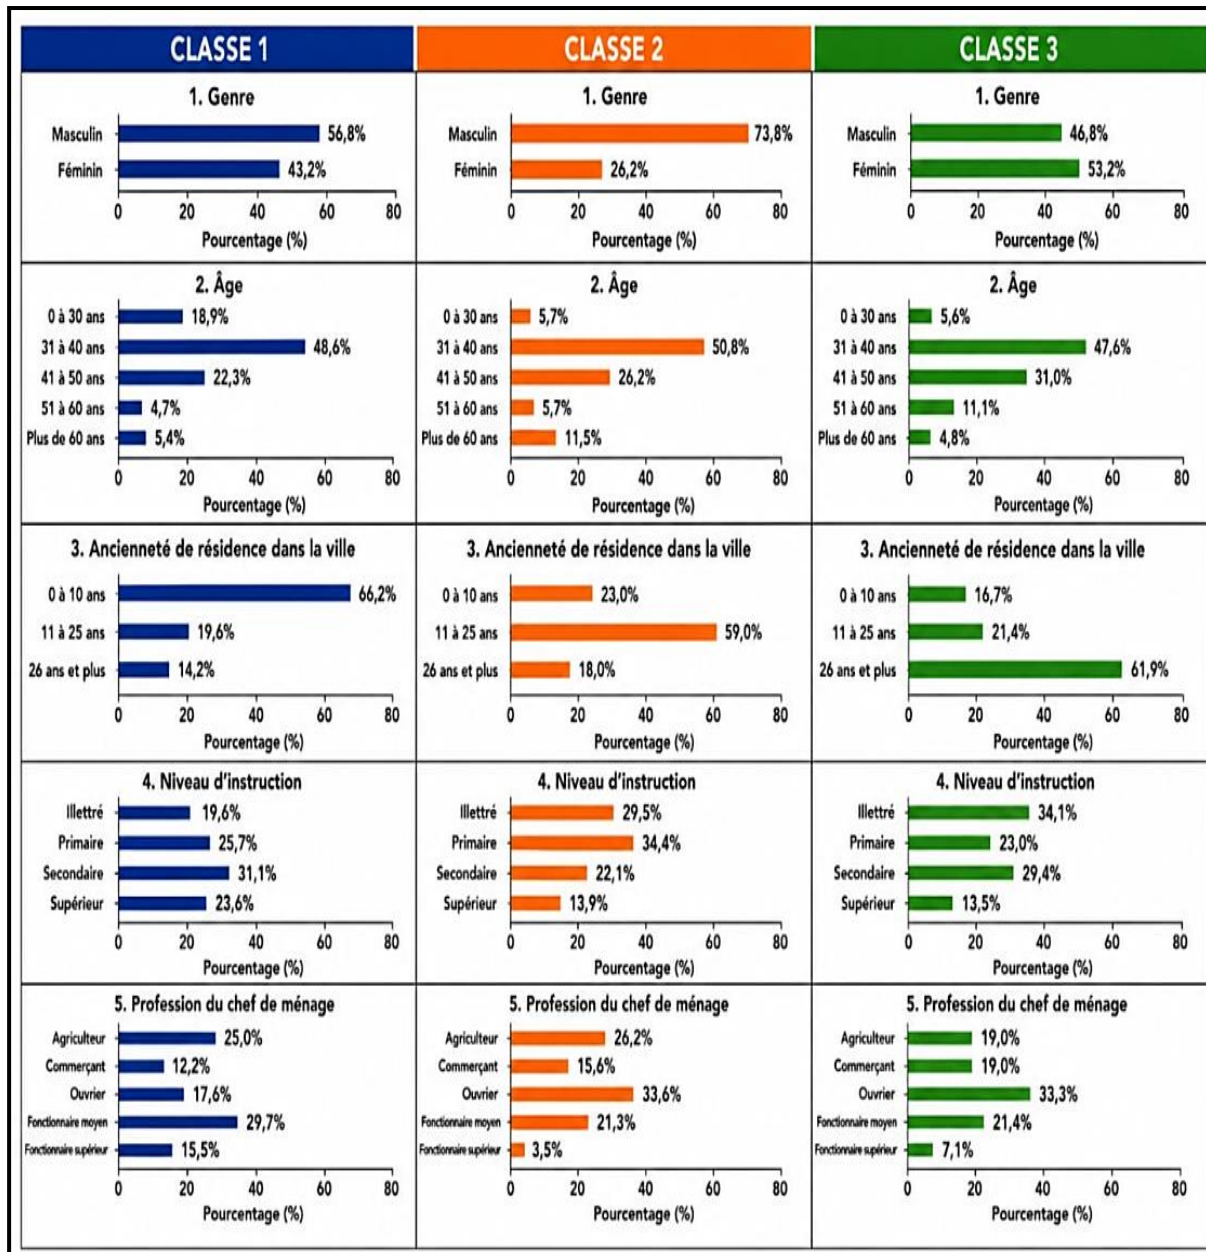 CLASSE 1
CLASSE 2
CLASSE 3
1. Genre
Masculin 56,8%
Féminin 43,2%
0 20 40 60 80
Pourcentage (%)
1. Genre
Masculin 73,8%
Féminin 26,2%
0 20 40 60 80
Pourcentage (%)
1. Genre
Masculin 46,8%
Féminin 53,2%
0 20 40 60 80
Pourcentage (%)
2. Âge
0 à 30 ans 18,9%
31 à 40 ans 48,6%
41 à 50 ans 22,3%
51 à 60 ans 4,7%
Plus de 60 ans 5,4%
0 20 40 60 80
Pourcentage (%)
2. Âge
0 à 30 ans 5,7%
31 à 40 ans 50,8%
41 à 50 ans 26,2%
51 à 60 ans 5,7%
Plus de 60 ans 11,5%
0 20 40 60 80
Pourcentage (%)
2. Âge
0 à 30 ans 5,6%
31 à 40 ans 47,6%
41 à 50 ans 31,0%
51 à 60 ans 11,1%
Plus de 60 ans 4,8%
0 20 40 60 80
Pourcentage (%)
3. Ancienneté de résidence dans la ville
0 à 10 ans 66,2%
11 à 25 ans 19,6%
26 ans et plus 14,2%
0 20 40 60 80
Pourcentage (%)
3. Ancienneté de résidence dans la ville
0 à 10 ans 23,0%
11 à 25 ans 59,0%
26 ans et plus 18,0%
0 20 40 60 80
Pourcentage (%)
3. Ancienneté de résidence dans la ville
0 à 10 ans 16,7%
11 à 25 ans 21,4%
26 ans et plus 61,9%
0 20 40 60 80
Pourcentage (%)
4. Niveau d'instruction
Illettré 19,6%
Primaire 25,7%
Secondaire 31,1%
Supérieur 23,6%
0 20 40 60 80
Pourcentage (%)
4. Niveau d'instruction
Illettré 29,5%
Primaire 34,4%
Secondaire 22,1%
Supérieur 13,9%
0 20 40 60 80
Pourcentage (%)
4. Niveau d'instruction
Illettré 34,1%
Primaire 23,0%
Secondaire 29,4%
Supérieur 13,5%
0 20 40 60 80
Pourcentage (%)
5. Profession du chef de ménage
Agriculteur 25,0%
Commerçant 12,2%
Ouvrier 17,6%
Fonctionnaire moyen 29,7%
Fonctionnaire supérieur 15,5%
0 20 40 60 80
Pourcentage (%)
5. Profession du chef de ménage
Agriculteur 26,2%
Commerçant 15,6%
Ouvrier 33,6%
Fonctionnaire moyen 21,3%
Fonctionnaire supérieur 3,5%
0 20 40 60 80
Pourcentage (%)
5. Profession du chef de ménage
Agriculteur 19,0%
Commerçant 19,0%
Ouvrier 33,3%
Fonctionnaire moyen 21,4%
Fonctionnaire supérieur 7,1%
0 20 40 60 80
Pourcentage (%)